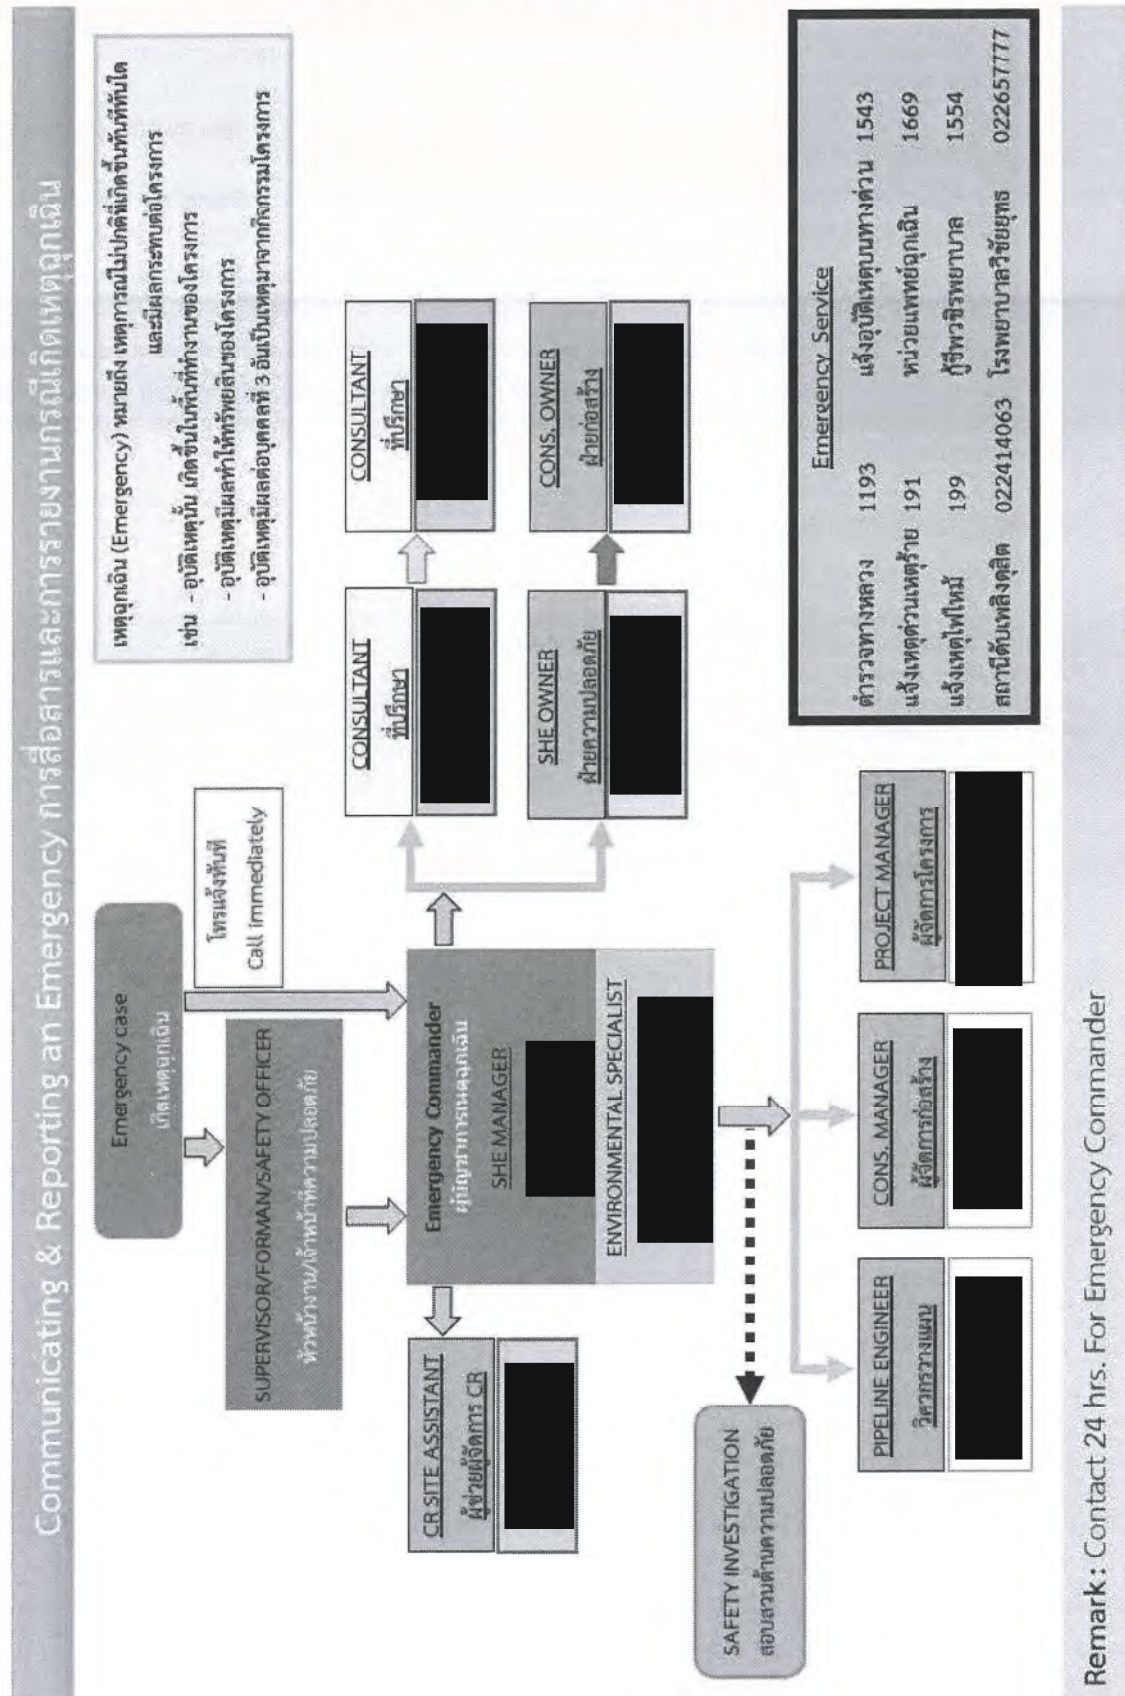 Communicating & Reporting an Emergency การสื่อสารและการรายงานกรณีเกิดเหตุฉุกเฉิน
เหตุฉุกเฉิน (Emergency) หมายถึง เหตุการณ์ไม่ปกติที่เกิดขึ้นทันทีทันใด
และมีผลกระทบต่อโครงการ
เช่น - อุบัติเหตุนั้น เกิดขึ้นในพื้นที่ทำงานของโครงการ
- อุบัติเหตุมีผลทำให้ทรัพย์สินของโครงการ
- อุบัติเหตุมีผลต่อบุคคลที่ 3 อันเป็นเหตุมาจากกิจกรรมโครงการ
Emergency case
เกิดเหตุฉุกเฉิน
โทรแจ้งทันที
Call immediately
SUPERVISOR/FORMAN/SAFETY OFFICER
หัวหน้างาน/เจ้าหน้าที่ความปลอดภัย
Emergency Commander
ผู้บัญชาการเหตุฉุกเฉิน
SHE MANAGER
ENVIRONMENTAL SPECIALIST
CR SITE ASSISTANT
ผู้ช่วยผู้จัดการ CR
CONSULTANT
ที่ปรึกษา
CONSULTANT
ที่ปรึกษา
SHE OWNER
ฝ่ายความปลอดภัย
CONS. OWNER
ฝ่ายก่อสร้าง
SAFETY INVESTIGATION
สอบสวนด้านความปลอดภัย
PIPELINE ENGINEER
วิศวกรวางแผน
CONS. MANAGER
ผู้จัดการก่อสร้าง
PROJECT MANAGER
ผู้จัดการโครงการ
Emergency Service
ตำรวจทางหลวง 1193 แจ้งอุบัติเหตุบนทางด่วน 1543
แจ้งเหตุด่วนเหตุร้าย 191 หน่วยแพทย์ฉุกเฉิน 1669
แจ้งเหตุไฟไหม้ 199 กู้ชีพวชิรพยาบาล 1554
สถานีดับเพลิงดุสิต 022414063 โรงพยาบาลวิชัยยุทธ 022657777
Remark : Contact 24 hrs. For Emergency Commander